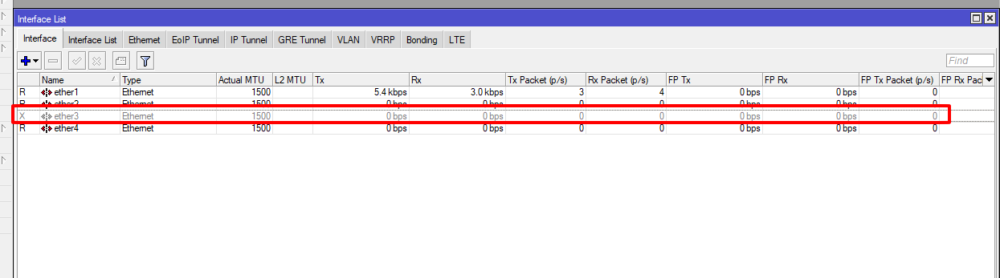 Interface List
Interface Interface List Ethernet EoIP Tunnel IP Tunnel GRE Tunnel VLAN VRRP Bonding LTE
Find
Name Type Actual MTU L2 MTU Tx Rx Tx Packet (p/s) Rx Packet (p/s) FP Tx FP Rx FP Tx Packet (p/s) FP Rx Pac
R ether1 Ethernet 1500 5.4 kbps 3.0 kbps 3 4 0 bps 0 bps 0
R ether2 Ethernet 1500 0 bps 0 bps 0 0 0 bps 0 bps 0
X ether3 Ethernet 1500 0 bps 0 bps 0 0 0 bps 0 bps 0
R ether4 Ethernet 1500 0 bps 0 bps 0 0 0 bps 0 bps 0